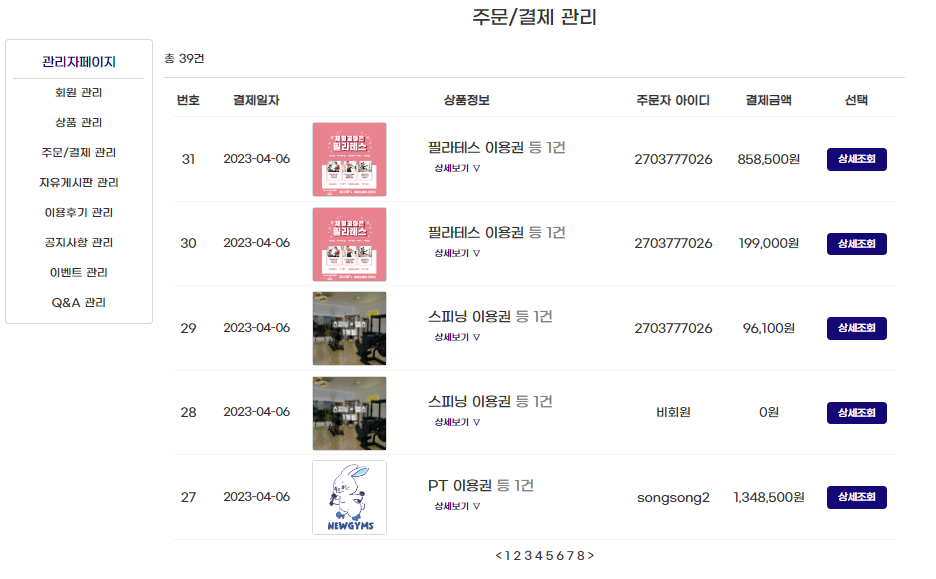 주문/결제 관리
관리자페이지
회원 관리
상품 관리
주문/결제 관리
자유게시판 관리
이용후기 관리
공지사항 관리
이벤트 관리
Q&A 관리
총 39건
번호 결제일자 상품정보 주문자 아이디 결제금액 선택
31 2023-04-06 필라테스 이용권 등 1건 2703777026 858,500원 상세조회
상세보기 ▽
필라테스
30 2023-04-06 필라테스 이용권 등 1건 2703777026 199,000원 상세조회
상세보기 ▽
필라테스
29 2023-04-06 스피닝 이용권 등 1건 2703777026 96,100원 상세조회
상세보기 ▽
28 2023-04-06 스피닝 이용권 등 1건 비회원 0원 상세조회
상세보기 ▽
27 2023-04-06 PT 이용권 등 1건 songsong2 1,348,500원 상세조회
상세보기 ▽
NEWGYMS
< 1 2 3 4 5 6 7 8 >